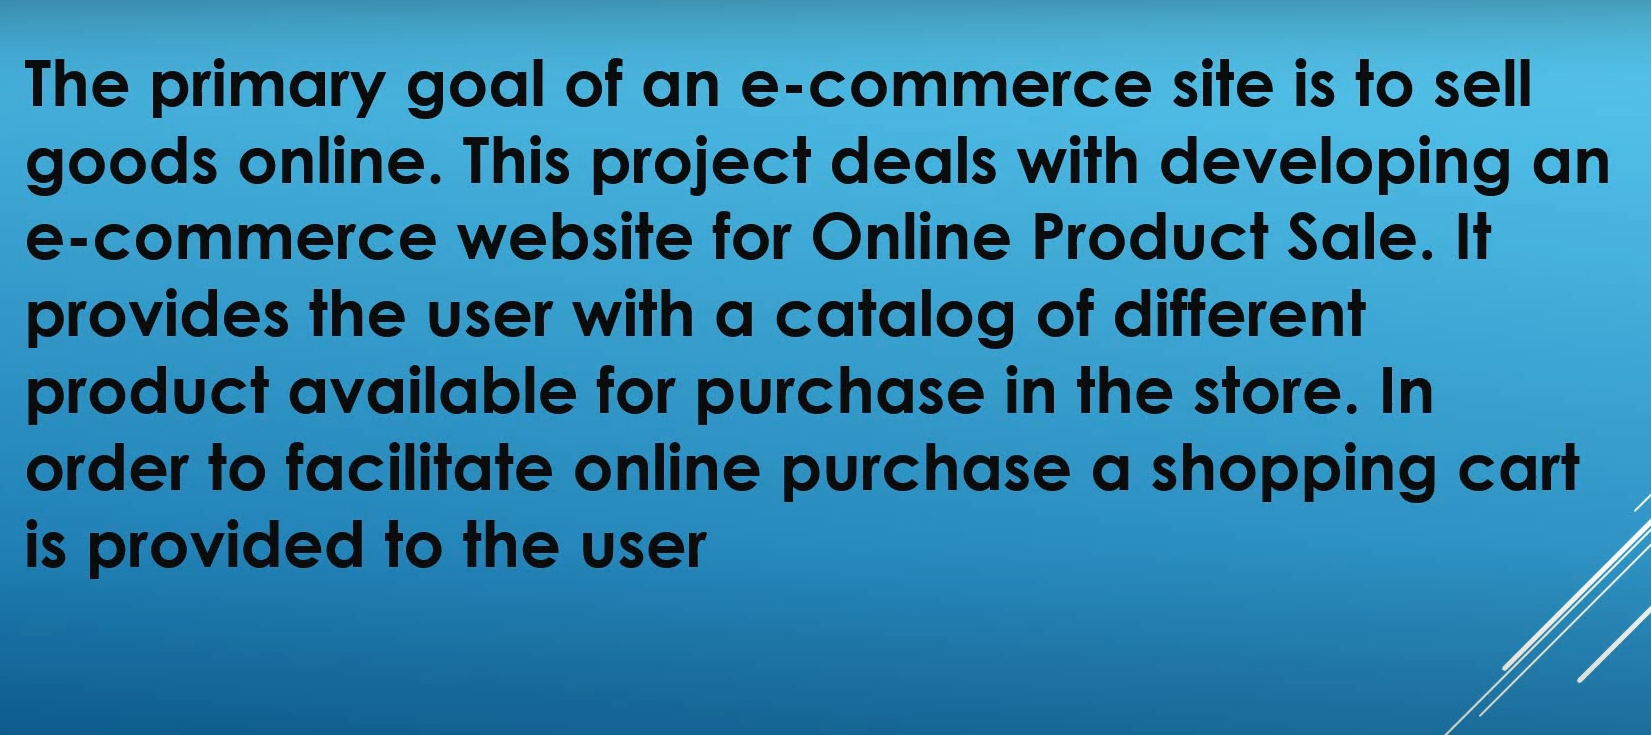 The primary goal of an e-commerce site is to sell
goods online. This project deals with developing an
e-commerce website for Online Product Sale. It
provides the user with a catalog of different
product available for purchase in the store. In
order to facilitate online purchase a shopping cart
is provided to the user